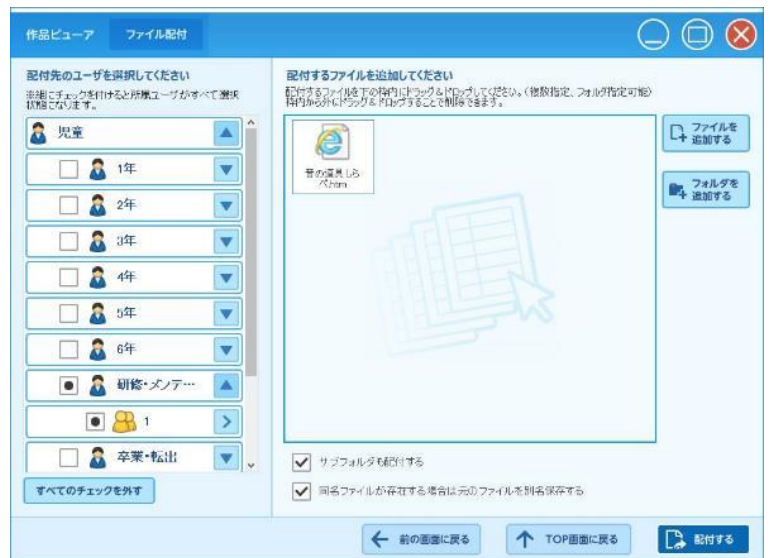 作品ビューア ファイル配付
配付先のユーザを選択してください
※組にチェックを付けると所属ユーザがすべて選択
状態になります。
児童
1年
2年
3年
4年
5年
6年
研修・メンテ…
1
卒業・転出
すべてのチェックを外す
配付するファイルを追加してください
配付するファイルを下の枠内にドラッグ&ドロップしてください。(複数指定、フォルダ指定可能)
枠内から外にドラッグ&ドロップすることで削除できます。
音の道具しら
べ.htm
ファイルを
追加する
フォルダを
追加する
サブフォルダも配付する
同名ファイルが存在する場合は元のファイルを別名保存する
前の画面に戻る
TOP画面に戻る
配付する